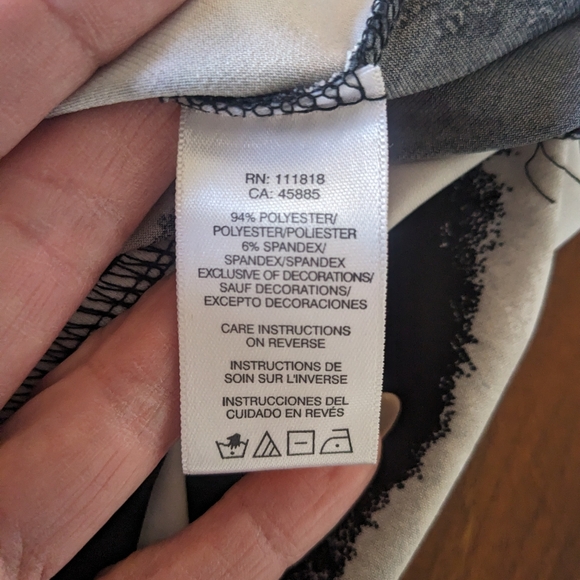 RN: 111818
CA: 45885
94% POLYESTER/
POLYESTER/POLIESTER
6% SPANDEX/
SPANDEX/SPANDEX
EXCLUSIVE OF DECORATIONS/
SAUF DECORATIONS/
EXCEPTO DECORACIONES
CARE INSTRUCTIONS
ON REVERSE
INSTRUCTIONS DE
SOIN SUR L'INVERSE
INSTRUCCIONES DEL
CUIDADO EN REVÉS